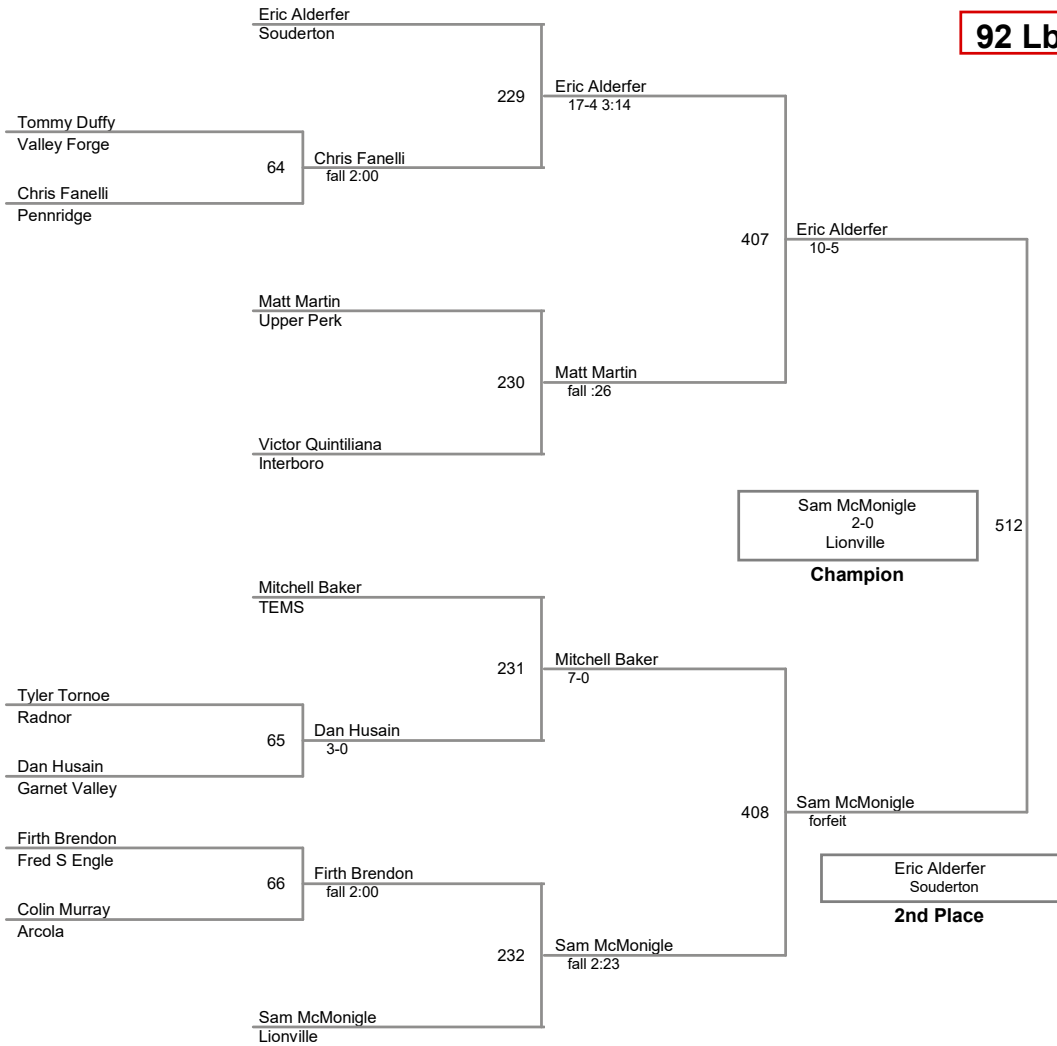 Eric Alderfer
Souderton
92 Lb
229
Eric Alderfer
17-4 3:14
Tommy Duffy
Valley Forge
64
Chris Fanelli
fall 2:00
Chris Fanelli
Pennridge
407
Eric Alderfer
10-5
Matt Martin
Upper Perk
230
Matt Martin
fall :26
Victor Quintiliana
Interboro
Sam McMonigle
2-0
Lionville
512
Champion
Mitchell Baker
TEMS
231
Mitchell Baker
7-0
Tyler Tornoe
Radnor
65
Dan Husain
3-0
Dan Husain
Garnet Valley
408
Sam McMonigle
forfeit
Firth Brendon
Fred S Engle
66
Firth Brendon
fall 2:00
Eric Alderfer
Souderton
2nd Place
Colin Murray
Arcola
232
Sam McMonigle
fall 2:23
Sam McMonigle
Lionville